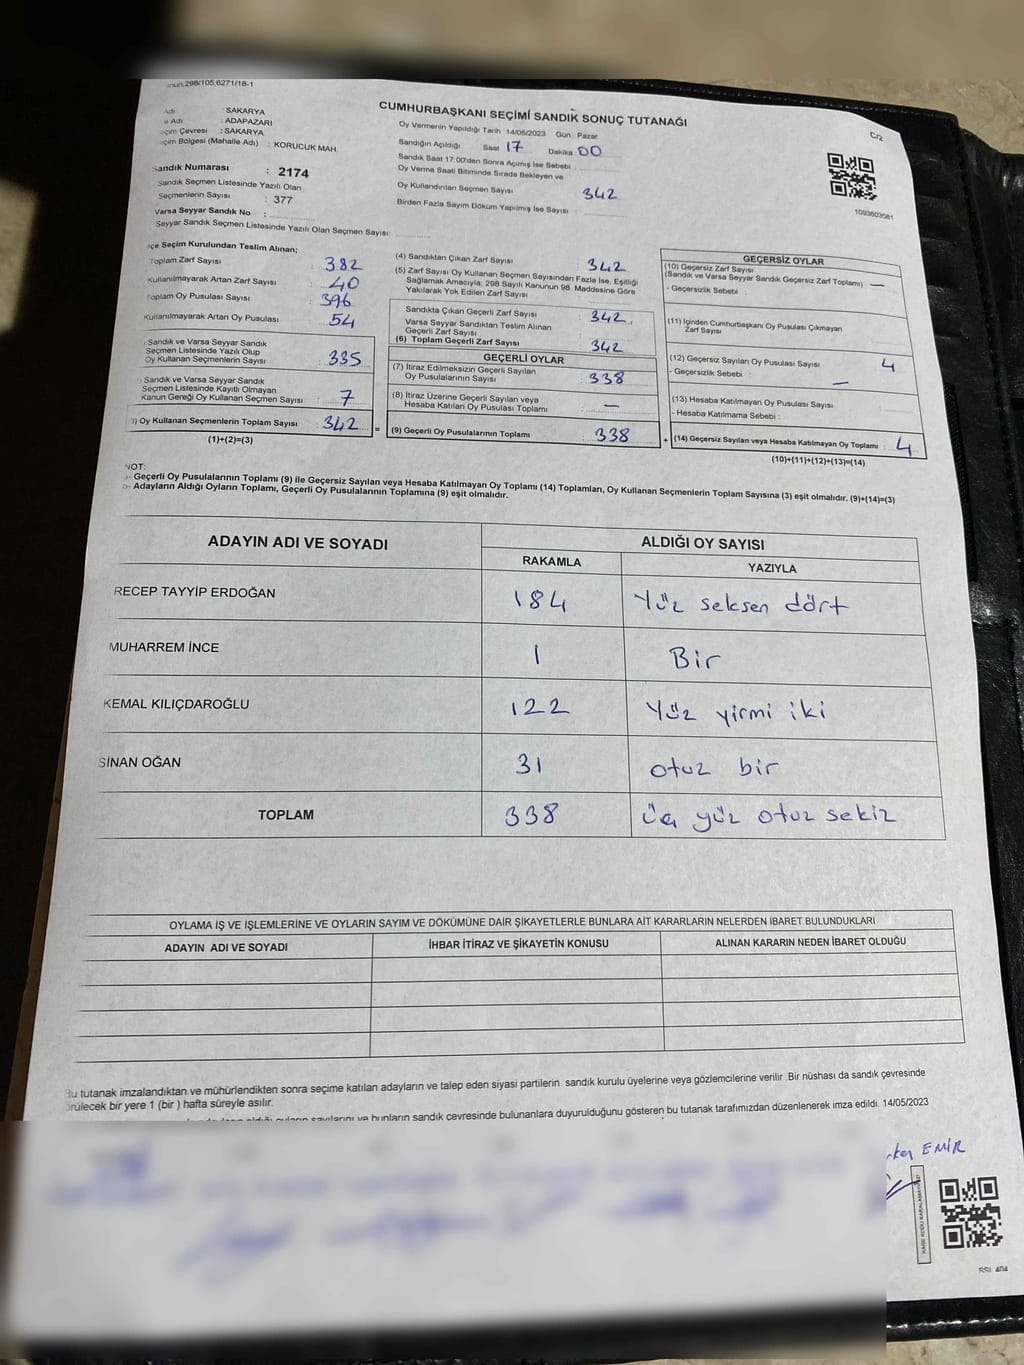 298/105,6271/18-1
CUMHURBAŞKANI SEÇİMİ SANDIK SONUÇ TUTANAĞI
C/2
: SAKARYA
Adı : ADAPAZARI
Çevresi : SAKARYA
Bölgesi (Mahalle Adı) : KORUCUK MAH.
Sandık Numarası : 2174
Sandık Seçmen Listesinde Yazılı Olan
Seçmenlerin Sayısı : 377
Varsa Seyyar Sandık No :
Seyyar Sandık Seçmen Listesinde Yazılı Olan Seçmen Sayısı:
Oy Vermenin Yapıldığı Tarih 14/05/2023 Gün : Pazar
Sandığın Açıldığı Saat 17 Dakika 00
Sandık Saat 17:00'den Sonra Açılmış İse Sebebi
Oy Verme Saati Bitiminde Sırada Bekleyen ve
Oy Kullandırılan Seçmen Sayısı 342
Birden Fazla Sayım Döküm Yapılmış İse Sayısı :
1093603581
Seçim Kurulundan Teslim Alınan;
Toplam Zarf Sayısı : 382
Kullanılmayarak Artan Zarf Sayısı : 40
Toplam Oy Pusulası Sayısı : 396
Kullanılmayarak Artan Oy Pusulası : 54
Sandık ve Varsa Seyyar Sandık
Seçmen Listesinde Yazılı Olup
Oy Kullanan Seçmenlerin Sayısı : 335
Sandık ve Varsa Seyyar Sandık
Seçmen Listesinde Kayıtlı Olmayan
Kanun Gereği Oy Kullanan Seçmen Sayısı : 7
Oy Kullanan Seçmenlerin Toplam Sayısı : 342
(1)+(2)=(3)
(4) Sandıktan Çıkan Zarf Sayısı : 342
(5) Zarf Sayısı Oy Kullanan Seçmen Sayısından Fazla İse, Eşitliği
Sağlamak Amacıyla; 298 Sayılı Kanunun 98. Maddesine Göre
Yakılarak Yok Edilen Zarf Sayısı
Sandıkta Çıkan Geçerli Zarf Sayısı : 342
Varsa Seyyar Sandıktan Teslim Alınan
Geçerli Zarf Sayısı
(6) Toplam Geçerli Zarf Sayısı : 342
GEÇERLİ OYLAR
(7) İtiraz Edilmeksizin Geçerli Sayılan
Oy Pusulalarının Sayısı : 338
(8) İtiraz Üzerine Geçerli Sayılan veya
Hesaba Katılan Oy Pusulası Toplamı : —
= (9) Geçerli Oy Pusulalarının Toplamı : 338
GEÇERSİZ OYLAR
(10) Geçersiz Zarf Sayısı
(Sandık ve Varsa Seyyar Sandık Geçersiz Zarf Toplamı) —
- Geçersizlik Sebebi :
(11) İçinden Cumhurbaşkanı Oy Pusulası Çıkmayan
Zarf Sayısı
(12) Geçersiz Sayılan Oy Pusulası Sayısı : 4
- Geçersizlik Sebebi : —
(13) Hesaba Katılmayan Oy Pusulası Sayısı
- Hesaba Katılmama Sebebi :
+ (14) Geçersiz Sayılan veya Hesaba Katılmayan Oy Toplamı : 4
(10)+(11)+(12)+(13)=(14)
NOT:
- Geçerli Oy Pusulalarının Toplamı (9) ile Geçersiz Sayılan veya Hesaba Katılmayan Oy Toplamı (14) Toplamları, Oy Kullanan Seçmenlerin Toplam Sayısına (3) eşit olmalıdır. (9)+(14)=(3)
- Adayların Aldığı Oyların Toplamı, Geçerli Oy Pusulalarının Toplamına (9) eşit olmalıdır.
ADAYIN ADI VE SOYADI
ALDIĞI OY SAYISI
RAKAMLA YAZIYLA
RECEP TAYYİP ERDOĞAN 184 Yüz seksen dört
MUHARREM İNCE 1 Bir
KEMAL KILIÇDAROĞLU 122 Yüz yirmi iki
SİNAN OĞAN 31 otuz bir
TOPLAM 338 üç yüz otuz sekiz
OYLAMA İŞ VE İŞLEMLERİNE VE OYLARIN SAYIM VE DÖKÜMÜNE DAİR ŞİKAYETLERLE BUNLARA AİT KARARLARIN NELERDEN İBARET BULUNDUKLARI
ADAYIN ADI VE SOYADI İHBAR İTİRAZ VE ŞİKAYETİN KONUSU ALINAN KARARIN NEDEN İBARET OLDUĞU
Bu tutanak imzalandıktan ve mühürlendikten sonra seçime katılan adayların ve talep eden siyasi partilerin sandık kurulu üyelerine veya gözlemcilerine verilir .Bir nüshası da sandık çevresinde
görülecek bir yere 1 (bir ) hafta süreyle asılır.
sayılarını ve bunların sandık çevresinde bulunanlara duyurulduğunu gösteren bu tutanak tarafımızdan düzenlenerek imza edildi. 14/05/2023
EMİR
KARE KODU KARALAMAYINIZ